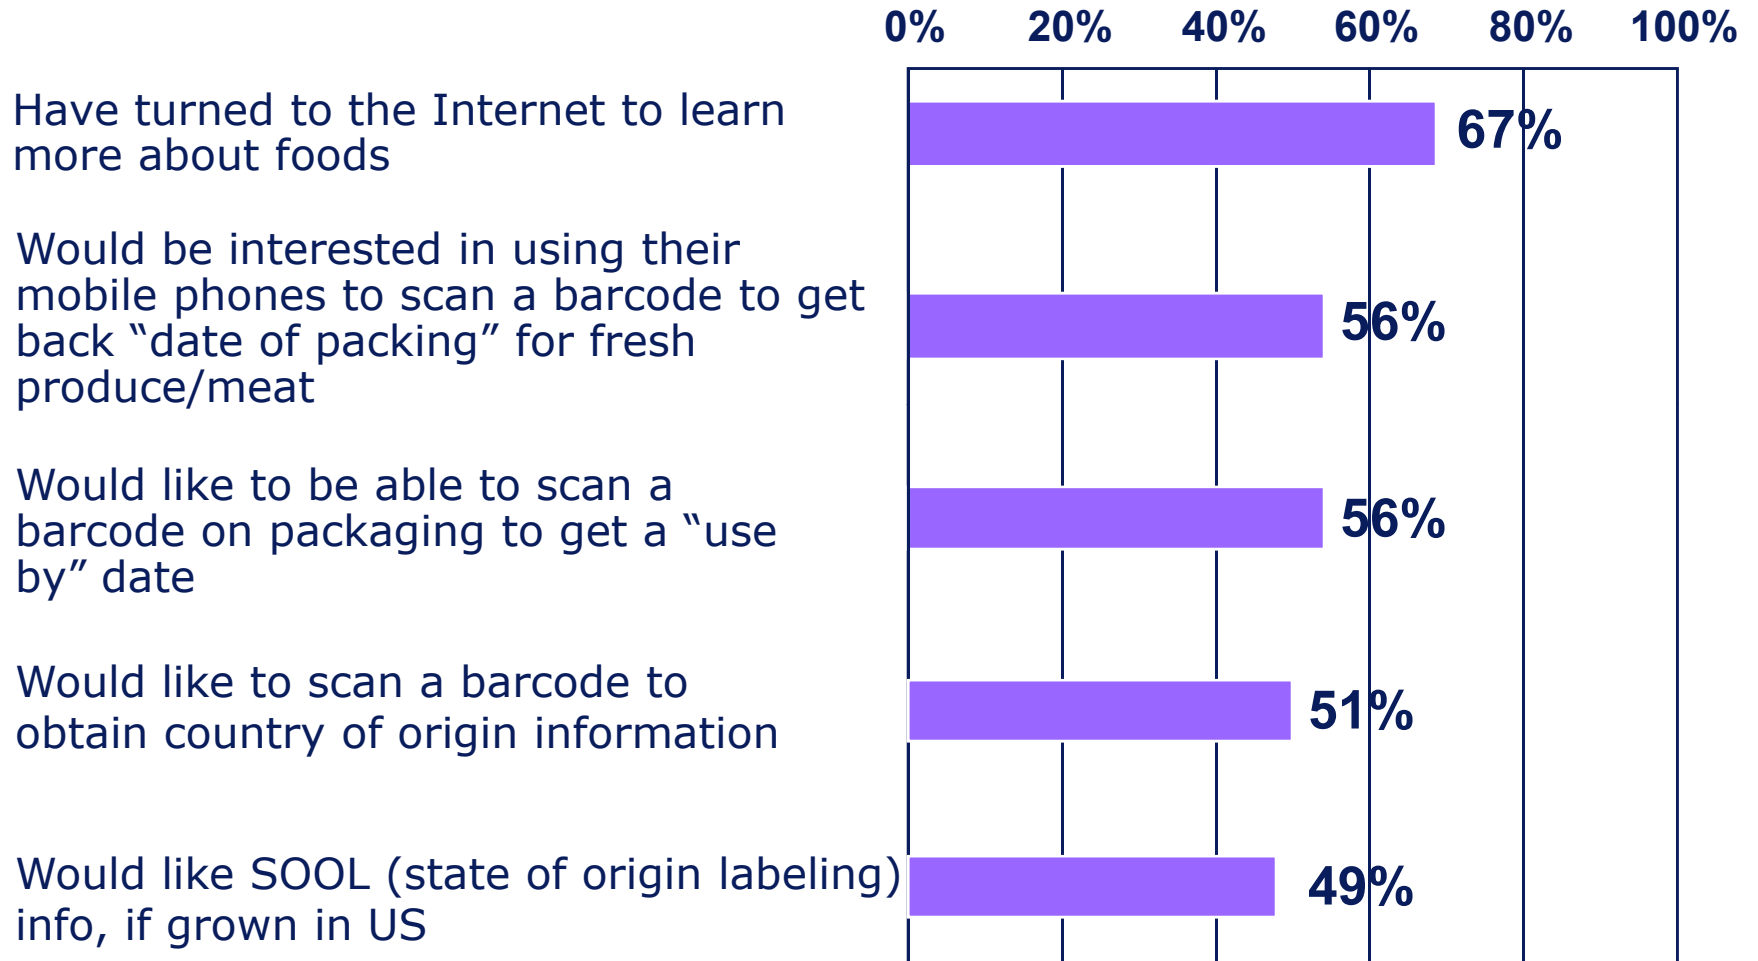 0% 20% 40% 60% 80% 100%
Have turned to the Internet to learn
more about foods
67%
Would be interested in using their
mobile phones to scan a barcode to get
back “date of packing” for fresh
produce/meat
56%
Would like to be able to scan a
barcode on packaging to get a “use
by” date
56%
Would like to scan a barcode to
obtain country of origin information
51%
Would like SOOL (state of origin labeling)
info, if grown in US
49%